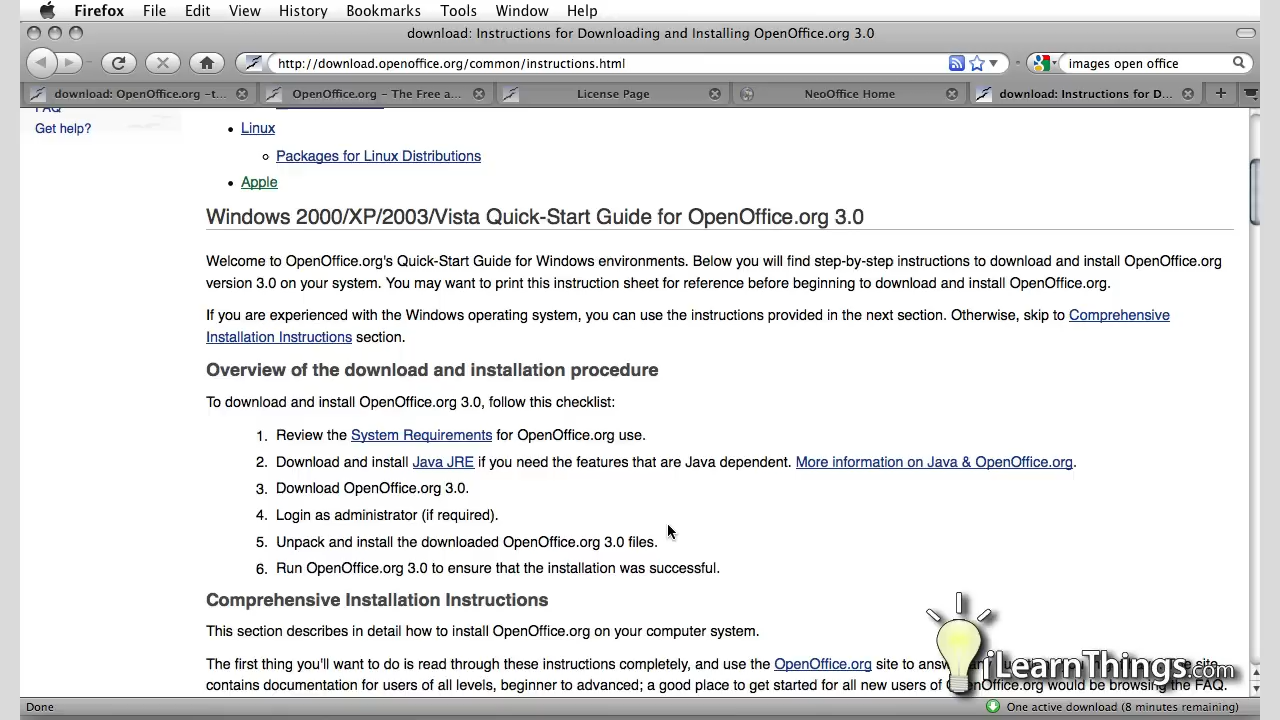 Firefox File Edit View History Bookmarks Tools Window Help
download: Instructions for Downloading and Installing OpenOffice.org 3.0
http://download.openoffice.org/common/instructions.html
images open office
download: OpenOffice.org -t...
OpenOffice.org - The Free a...
License Page
NeoOffice Home
download: Instructions for D...
FAQ
Get help?
Linux
Packages for Linux Distributions
Apple
Windows 2000/XP/2003/Vista Quick-Start Guide for OpenOffice.org 3.0
Welcome to OpenOffice.org's Quick-Start Guide for Windows environments. Below you will find step-by-step instructions to download and install OpenOffice.org
version 3.0 on your system. You may want to print this instruction sheet for reference before beginning to download and install OpenOffice.org.
If you are experienced with the Windows operating system, you can use the instructions provided in the next section. Otherwise, skip to Comprehensive
Installation Instructions section.
Overview of the download and installation procedure
To download and install OpenOffice.org 3.0, follow this checklist:
1. Review the System Requirements for OpenOffice.org use.
2. Download and install Java JRE if you need the features that are Java dependent. More information on Java & OpenOffice.org.
3. Download OpenOffice.org 3.0.
4. Login as administrator (if required).
5. Unpack and install the downloaded OpenOffice.org 3.0 files.
6. Run OpenOffice.org 3.0 to ensure that the installation was successful.
Comprehensive Installation Instructions
This section describes in detail how to install OpenOffice.org on your computer system.
The first thing you'll want to do is read through these instructions completely, and use the OpenOffice.org site to
contains documentation for users of all levels, beginner to advanced; a good place to get started for all new users of OpenOffice.org would be browsing the FAQ.
iLearnThings.com
Done
One active download (8 minutes remaining)